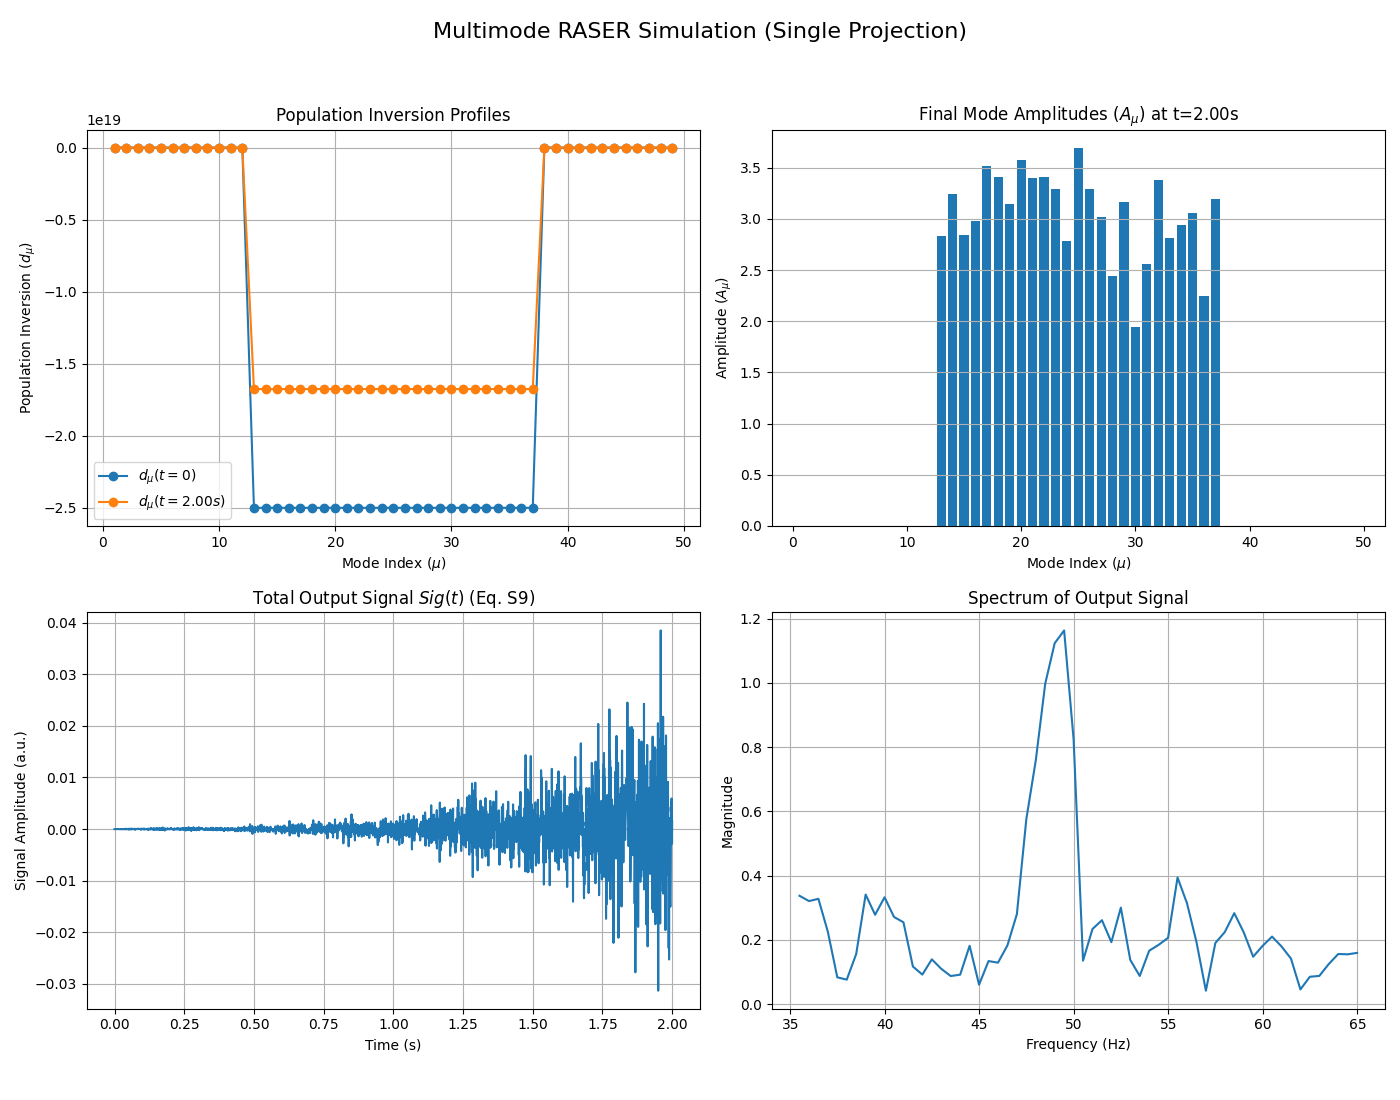 Multimode RASER Simulation (Single Projection)
Population Inversion Profiles
1e19
0.0
−0.5
−1.0
−1.5
−2.0
−2.5
Population Inversion (dμ)
dμ(t = 0)
dμ(t = 2.00s)
0 10 20 30 40 50
Mode Index (μ)
Final Mode Amplitudes (Aμ) at t=2.00s
3.5
3.0
2.5
2.0
1.5
1.0
0.5
0.0
Amplitude (Aμ)
0 10 20 30 40 50
Mode Index (μ)
Total Output Signal Sig(t) (Eq. S9)
0.04
0.03
0.02
0.01
0.00
−0.01
−0.02
−0.03
Signal Amplitude (a.u.)
0.00 0.25 0.50 0.75 1.00 1.25 1.50 1.75 2.00
Time (s)
Spectrum of Output Signal
1.2
1.0
0.8
0.6
0.4
0.2
0.0
Magnitude
35 40 45 50 55 60 65
Frequency (Hz)